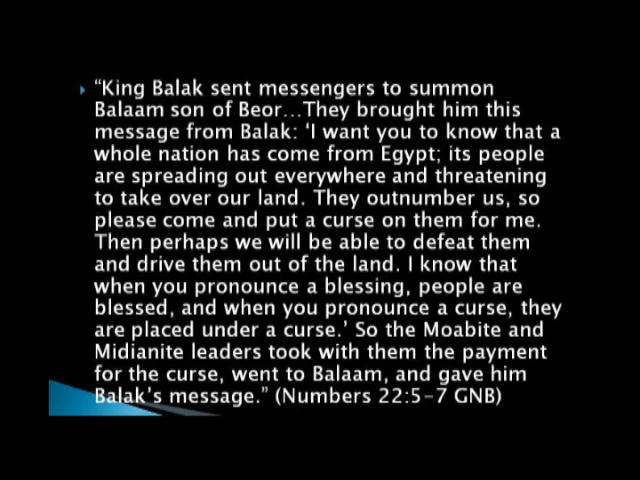 “King Balak sent messengers to summon
Balaam son of Beor…They brought him this
message from Balak: ‘I want you to know that a
whole nation has come from Egypt; its people
are spreading out everywhere and threatening
to take over our land. They outnumber us, so
please come and put a curse on them for me.
Then perhaps we will be able to defeat them
and drive them out of the land. I know that
when you pronounce a blessing, people are
blessed, and when you pronounce a curse, they
are placed under a curse.’ So the Moabite and
Midianite leaders took with them the payment
for the curse, went to Balaam, and gave him
Balak’s message.” (Numbers 22:5-7 GNB)